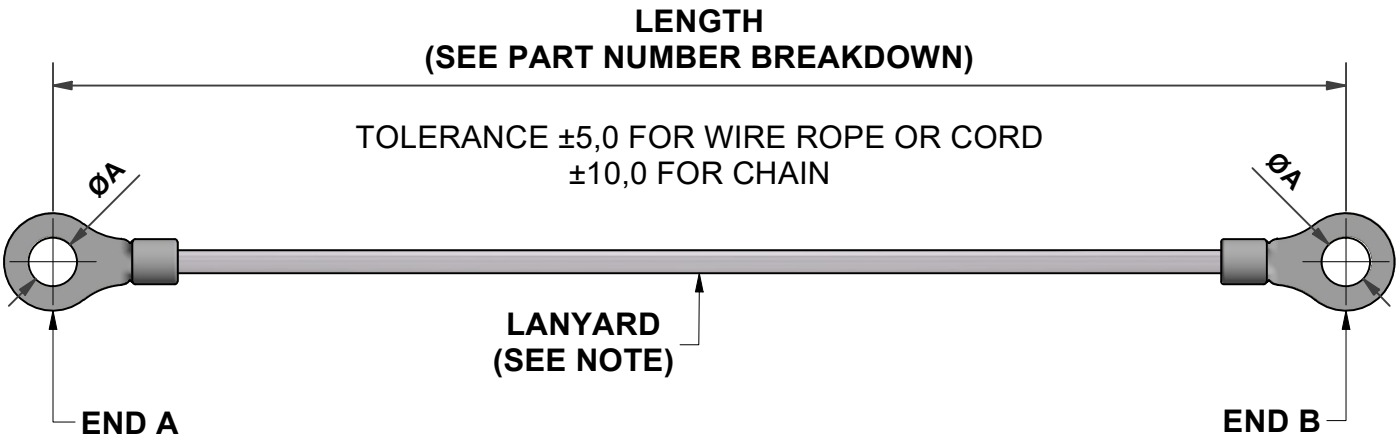 LENGTH
(SEE PART NUMBER BREAKDOWN)
TOLERANCE ±5,0 FOR WIRE ROPE OR CORD
±10,0 FOR CHAIN
ØA
ØA
LANYARD
(SEE NOTE)
END A
END B